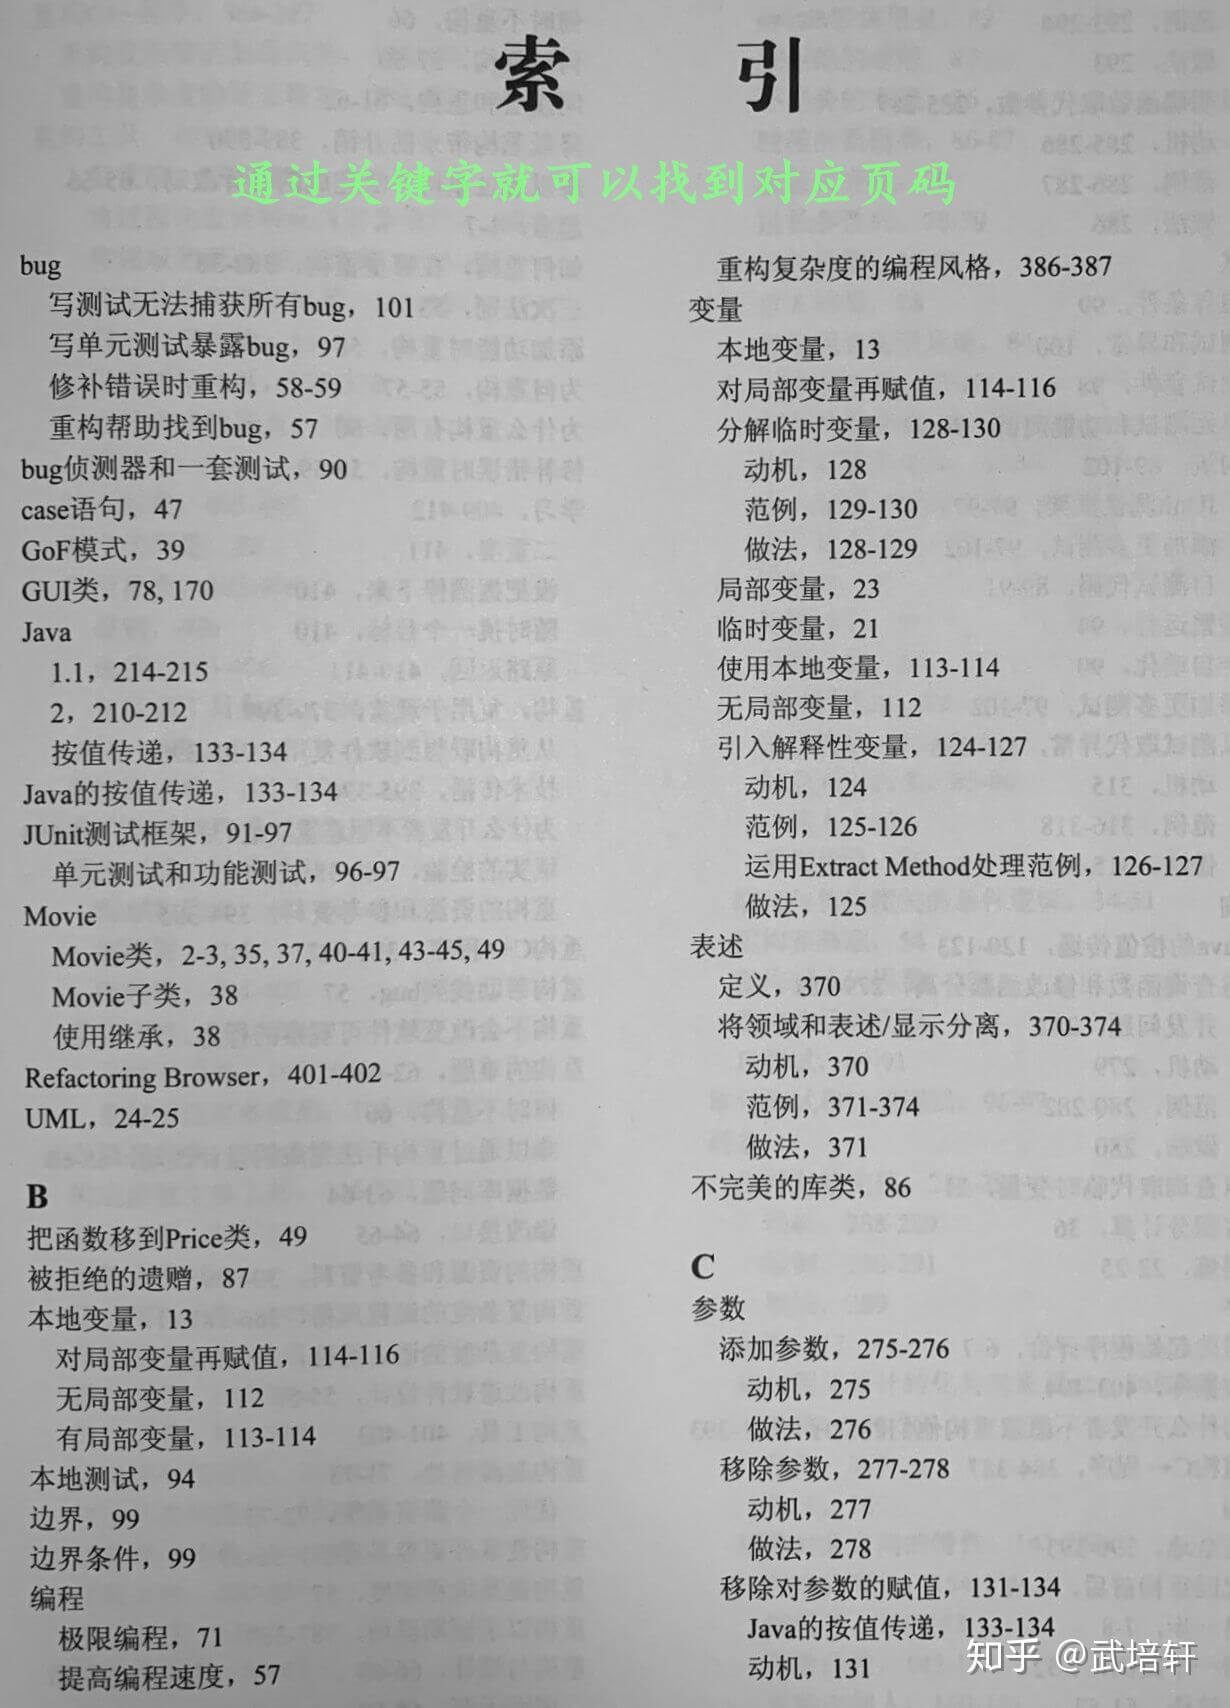 索 引
通过关键字就可以找到对应页码
bug
写测试无法捕获所有bug，101
写单元测试暴露bug，97
修补错误时重构，58-59
重构帮助找到bug，57
bug侦测器和一套测试，90
case语句，47
GoF模式，39
GUI类，78, 170
Java
1.1，214-215
2，210-212
按值传递，133-134
Java的按值传递，133-134
JUnit测试框架，91-97
单元测试和功能测试，96-97
Movie
Movie类，2-3, 35, 37, 40-41, 43-45, 49
Movie子类，38
使用继承，38
Refactoring Browser，401-402
UML，24-25
B
把函数移到Price类，49
被拒绝的遗赠，87
本地变量，13
对局部变量再赋值，114-116
无局部变量，112
有局部变量，113-114
本地测试，94
边界，99
边界条件，99
编程
极限编程，71
提高编程速度，57
重构复杂度的编程风格，386-387
变量
本地变量，13
对局部变量再赋值，114-116
分解临时变量，128-130
动机，128
范例，129-130
做法，128-129
局部变量，23
临时变量，21
使用本地变量，113-114
无局部变量，112
引入解释性变量，124-127
动机，124
范例，125-126
运用Extract Method处理范例，126-127
做法，125
表述
定义，370
将领域和表述/显示分离，370-374
动机，370
范例，371-374
做法，371
不完美的库类，86
C
参数
添加参数，275-276
动机，275
做法，276
移除参数，277-278
动机，277
做法，278
移除对参数的赋值，131-134
Java的按值传递，133-134
动机，131
知乎 @武培轩